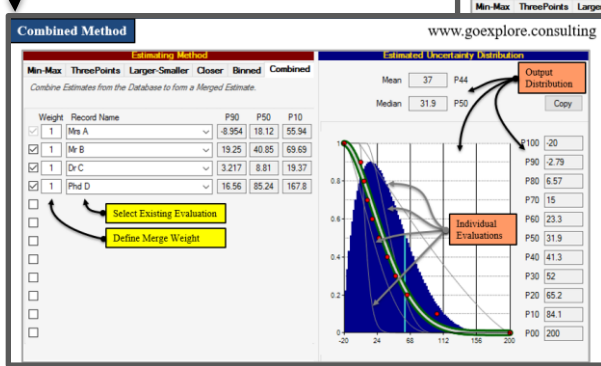 Min-Max ThreePoints Larger
Combined Method
www.goexplore.consulting
Estimating Method
Min-Max ThreePoints Larger-Smaller Closer Binned Combined
Combine Estimates from the Database to form a Merged Estimate.
Weight Record Name P90 P50 P10
1 Mrs A -8.954 18.12 55.94
1 Mr B 19.25 40.85 69.69
1 Dr C 3.217 8.81 19.37
1 Phd D 16.56 85.24 167.8
Select Existing Evaluation
Define Merge Weight
Estimated Uncertainty Distribution
Mean 37 P44
Median 31.9 P50
Output
Distribution
Copy
1
0.8
0.6
0.4
0.2
0
-20 24 68 112 156 200
Individual
Evaluations
P100 -20
P90 -2.79
P80 6.57
P70 15
P60 23.3
P50 31.9
P40 41.3
P30 52
P20 65.2
P10 84.1
P00 200